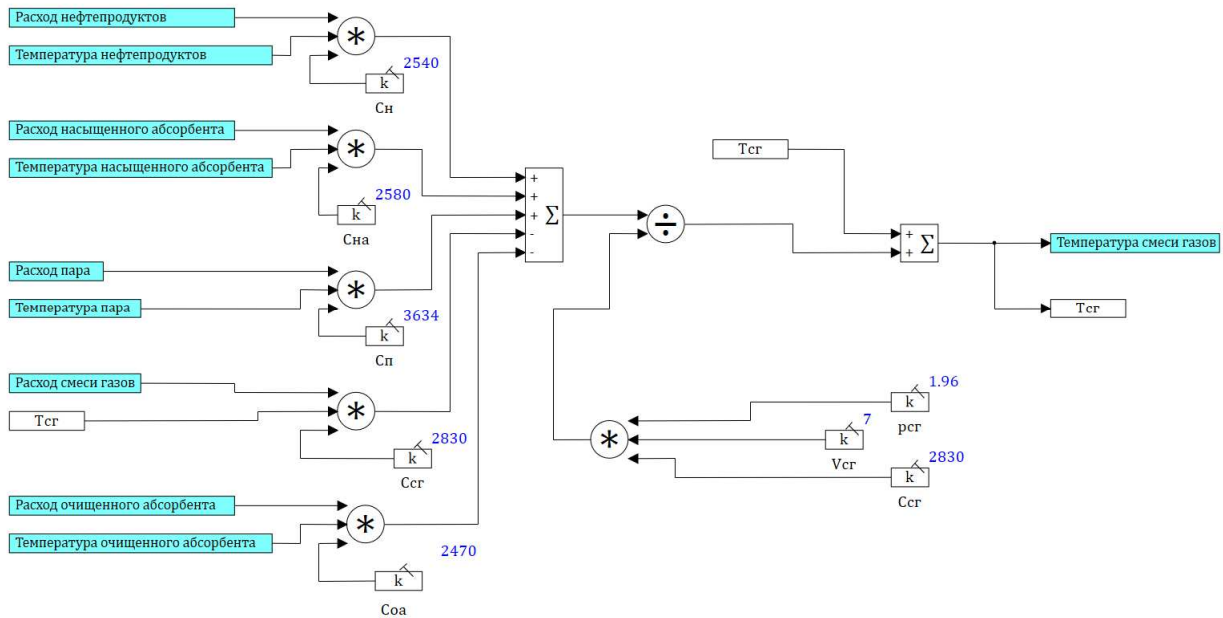 Расход нефтепродуктов
Температура нефтепродуктов
*
2540
k
Сн
Расход насыщенного абсорбента
Температура насыщенного абсорбента
*
2580
k
Сна
Расход пара
Температура пара
*
3634
k
Сп
Расход смеси газов
Тсг
*
2830
k
Ссг
Расход очищенного абсорбента
Температура очищенного абсорбента
*
2470
k
Соа
+
+
+ Σ
-
-
÷
*
1.96
k
рсг
7
k
Vсг
2830
k
Ссг
Тсг
+
+ Σ
Температура смеси газов
Тсг